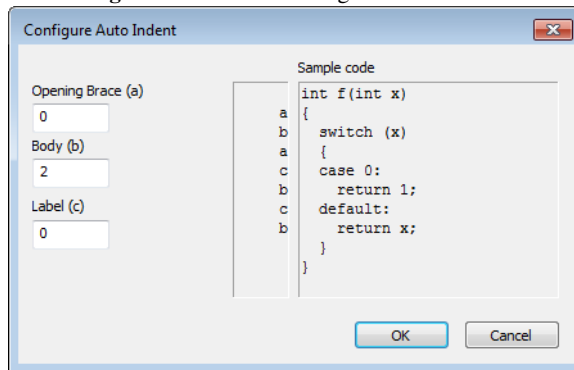 Configure Auto Indent
Sample code
Opening Brace (a)
0
Body (b)
2
Label (c)
0
a
b
a
c
b
c
b
int f(int x)
{
  switch (x)
  {
  case 0:
    return 1;
  default:
    return x;
  }
}
OK
Cancel